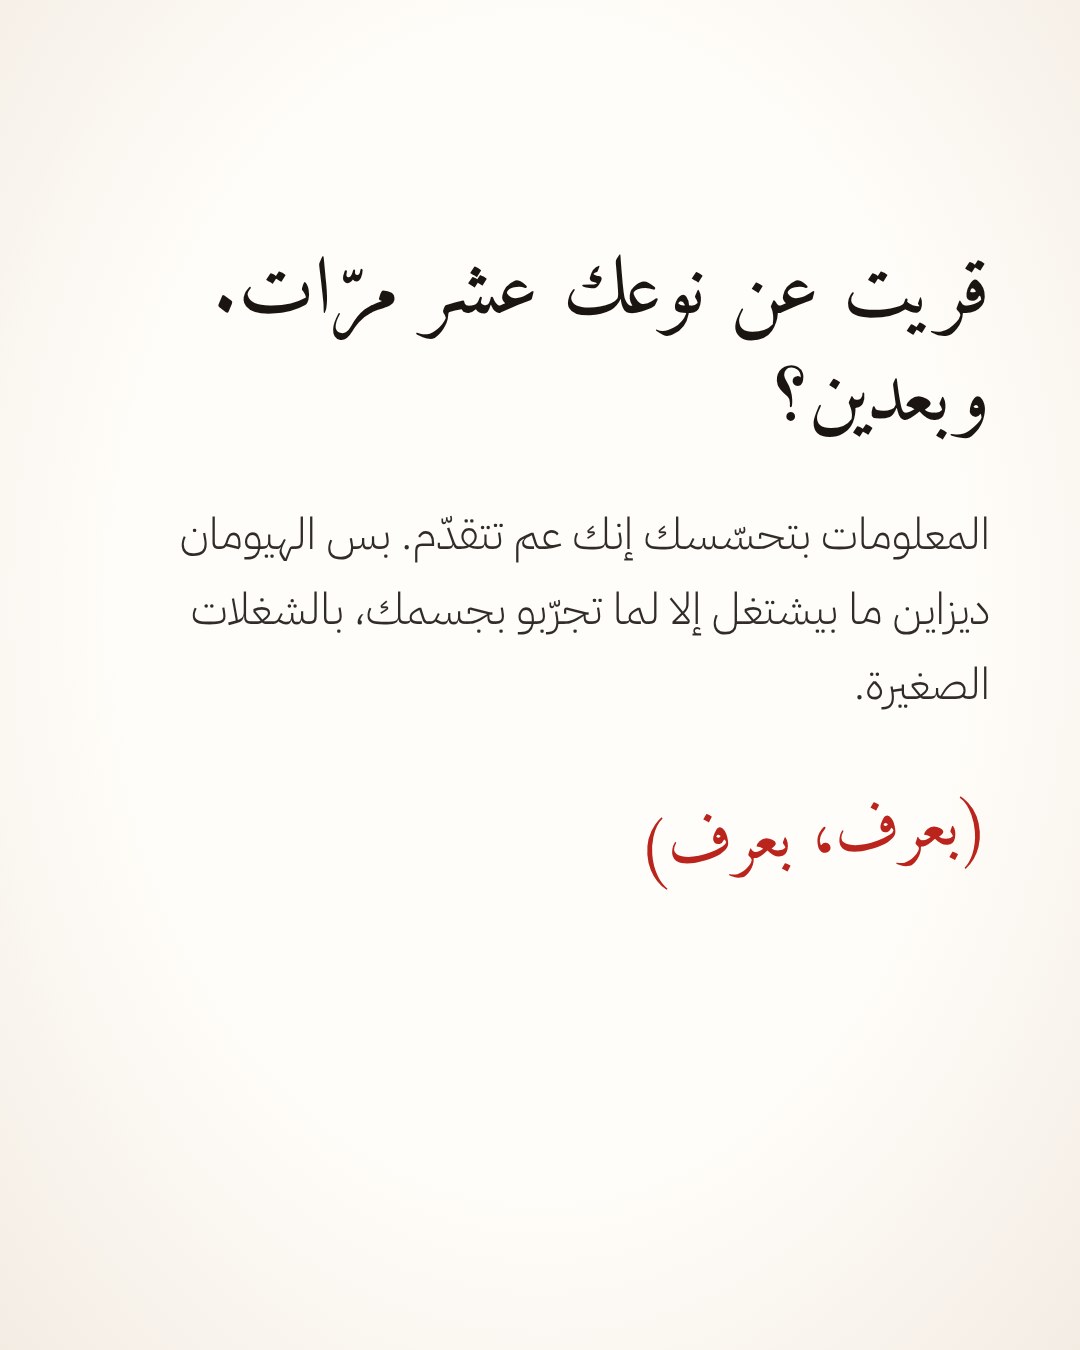 قريت عن نوعك عشر مرّات.
وبعدين؟
المعلومات بتحسّسك إنك عم تتقدّم. بس الهيومان
ديزاين ما بيشتغل إلا لما تجرّبو بجسمك، بالشغلات
الصغيرة.
(بعرف، بعرف)